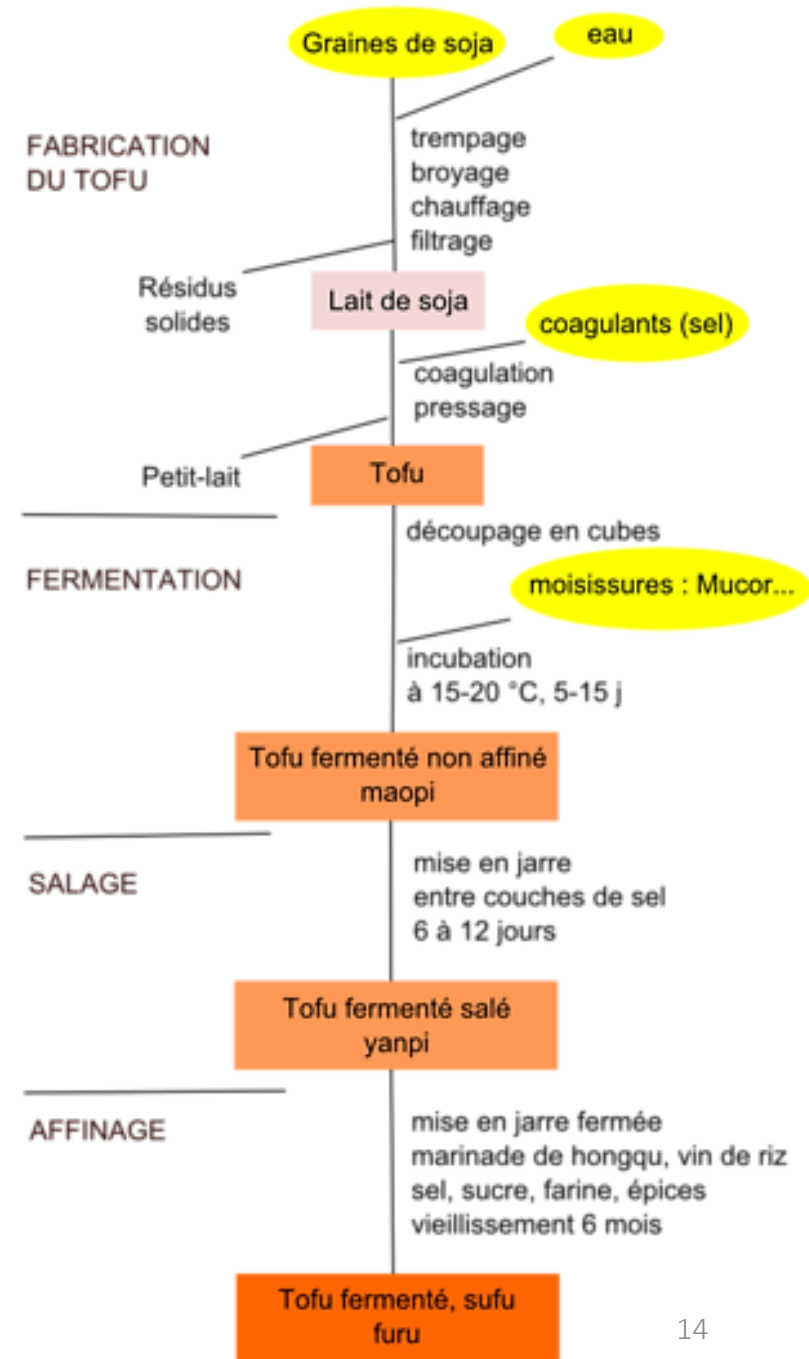 Graines de soja
eau
FABRICATION
DU TOFU
trempage
broyage
chauffage
filtrage
Résidus
solides
Lait de soja
coagulants (sel)
coagulation
pressage
Petit-lait
Tofu
découpage en cubes
FERMENTATION
moisissures : Mucor...
incubation
à 15-20 °C, 5-15 j
Tofu fermenté non affiné
maopi
SALAGE
mise en jarre
entre couches de sel
6 à 12 jours
Tofu fermenté salé
yanpi
AFFINAGE
mise en jarre fermée
marinade de hongqu, vin de riz
sel, sucre, farine, épices
vieillissement 6 mois
Tofu fermenté, sufu
furu
14